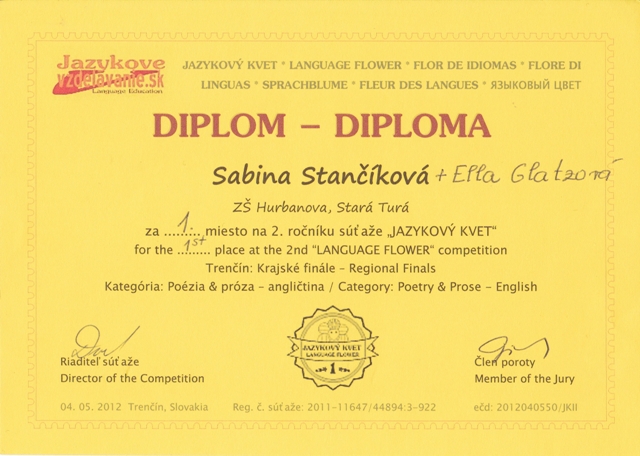 Jazykove
vzdelavanie.sk
Language Education
JAZYKOVÝ KVET * LANGUAGE FLOWER * FLOR DE IDIOMAS * FLORE DI
LINGUAS * SPRACHBLUME * FLEUR DES LANGUES * ЯЗЫКОВЫЙ ЦВЕТ
DIPLOM – DIPLOMA
Sabina Stančíková + Ella Glatzová
ZŠ Hurbanova, Stará Turá
za ...1... miesto na 2. ročníku súťaže „JAZYKOVÝ KVET"
for the ...1st... place at the 2nd "LANGUAGE FLOWER" competition
Trenčín: Krajské finále – Regional Finals
Kategória: Poézia & próza – angličtina / Category: Poetry & Prose – English
JAZYKOVÝ KVET
LANGUAGE FLOWER
1
Riaditeľ súťaže
Director of the Competition
Člen poroty
Member of the Jury
04. 05. 2012 Trenčín, Slovakia
Reg. č. súťaže: 2011-11647/44894:3-922
ečd: 2012040550/JKII